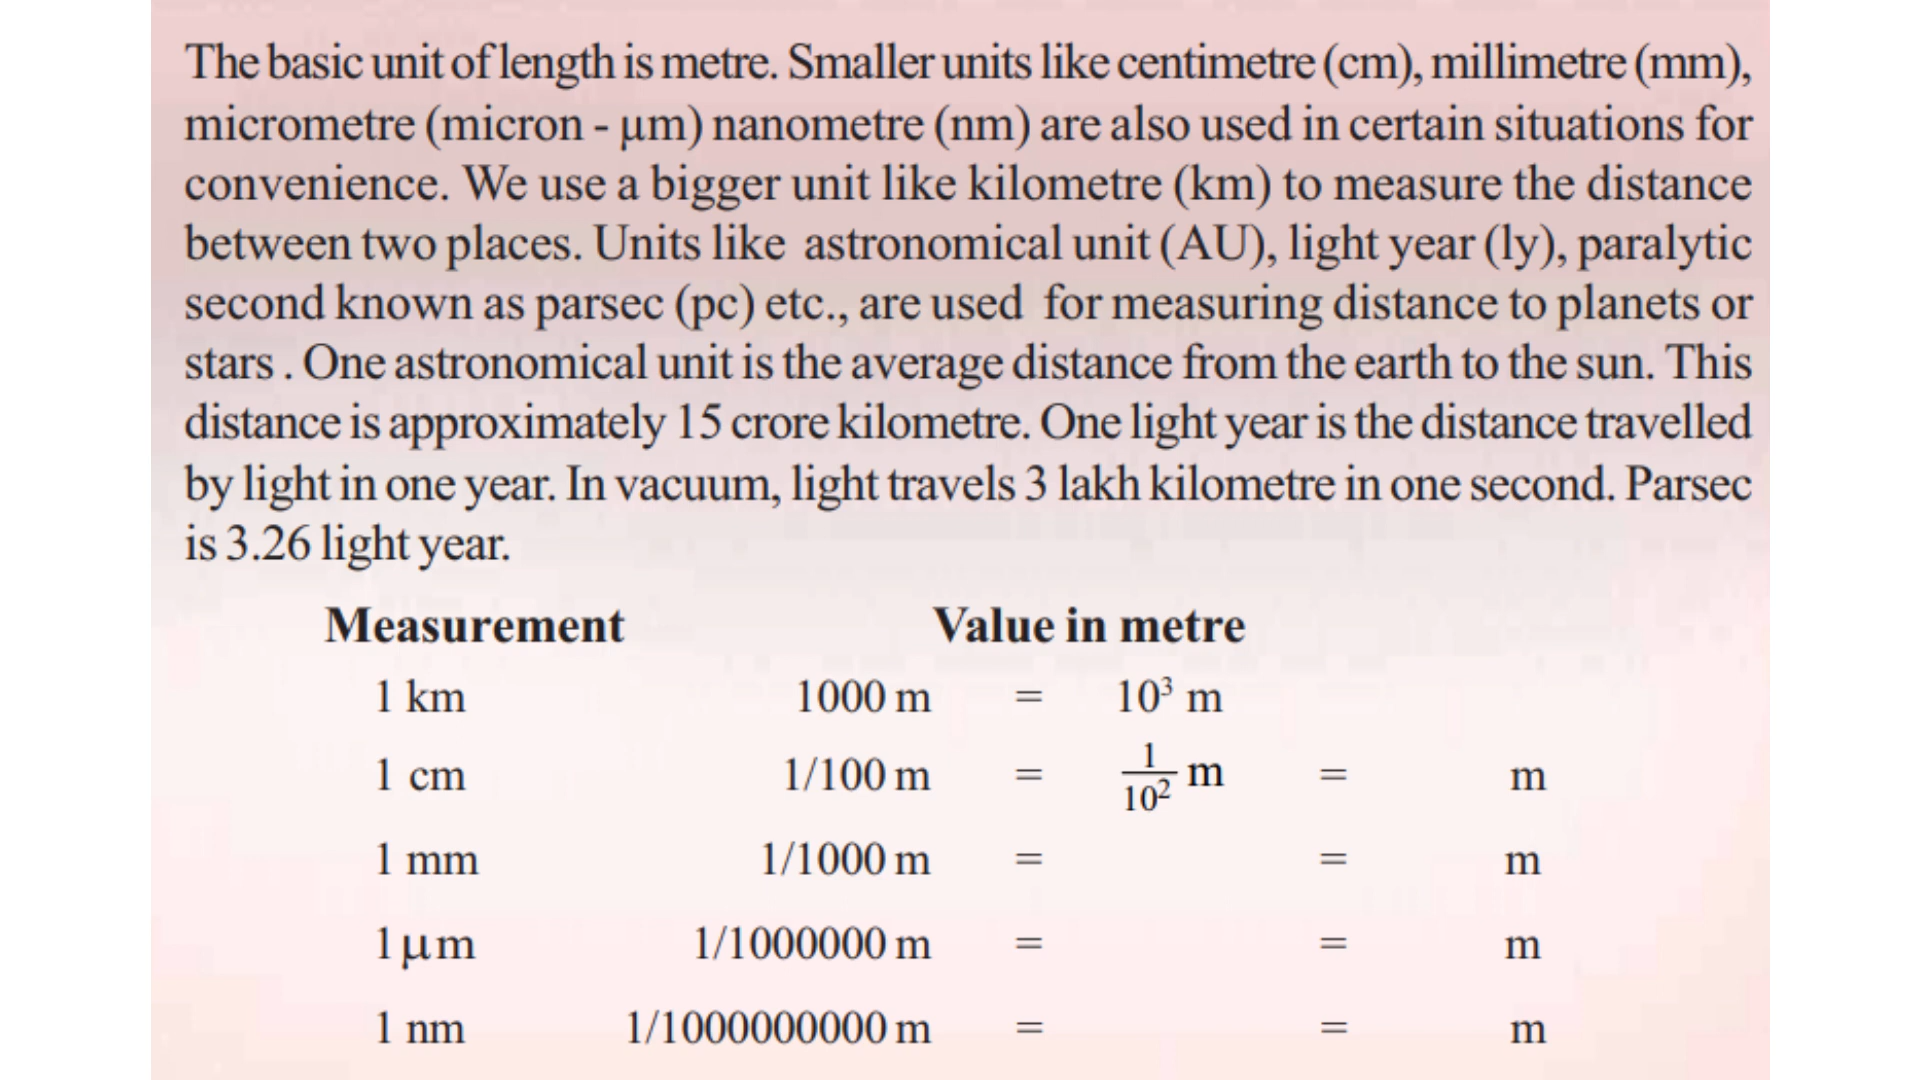 The basic unit of length is metre. Smaller units like centimetre (cm), millimetre (mm),
micrometre (micron - µm) nanometre (nm) are also used in certain situations for
convenience. We use a bigger unit like kilometre (km) to measure the distance
between two places. Units like astronomical unit (AU), light year (ly), paralytic
second known as parsec (pc) etc., are used for measuring distance to planets or
stars . One astronomical unit is the average distance from the earth to the sun. This
distance is approximately 15 crore kilometre. One light year is the distance travelled
by light in one year. In vacuum, light travels 3 lakh kilometre in one second. Parsec
is 3.26 light year.
Measurement Value in metre
1 km 1000 m = 10³ m
1 cm 1/100 m = 1/10² m = m
1 mm 1/1000 m = = m
1 µm 1/1000000 m = = m
1 nm 1/1000000000 m = = m